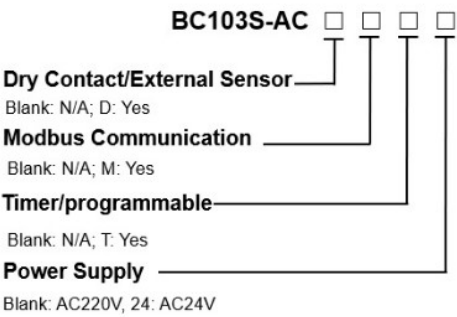 BC103S-AC □ □ □ □
Dry Contact/External Sensor
Blank: N/A; D: Yes
Modbus Communication
Blank: N/A; M: Yes
Timer/programmable
Blank: N/A; T: Yes
Power Supply
Blank: AC220V, 24: AC24V